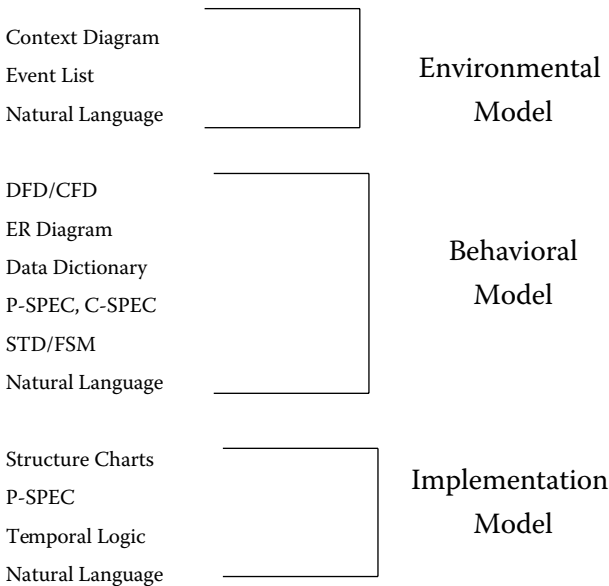 Context Diagram
Event List
Natural Language
Environmental
Model
DFD/CFD
ER Diagram
Data Dictionary
P-SPEC, C-SPEC
STD/FSM
Natural Language
Behavioral
Model
Structure Charts
P-SPEC
Temporal Logic
Natural Language
Implementation
Model